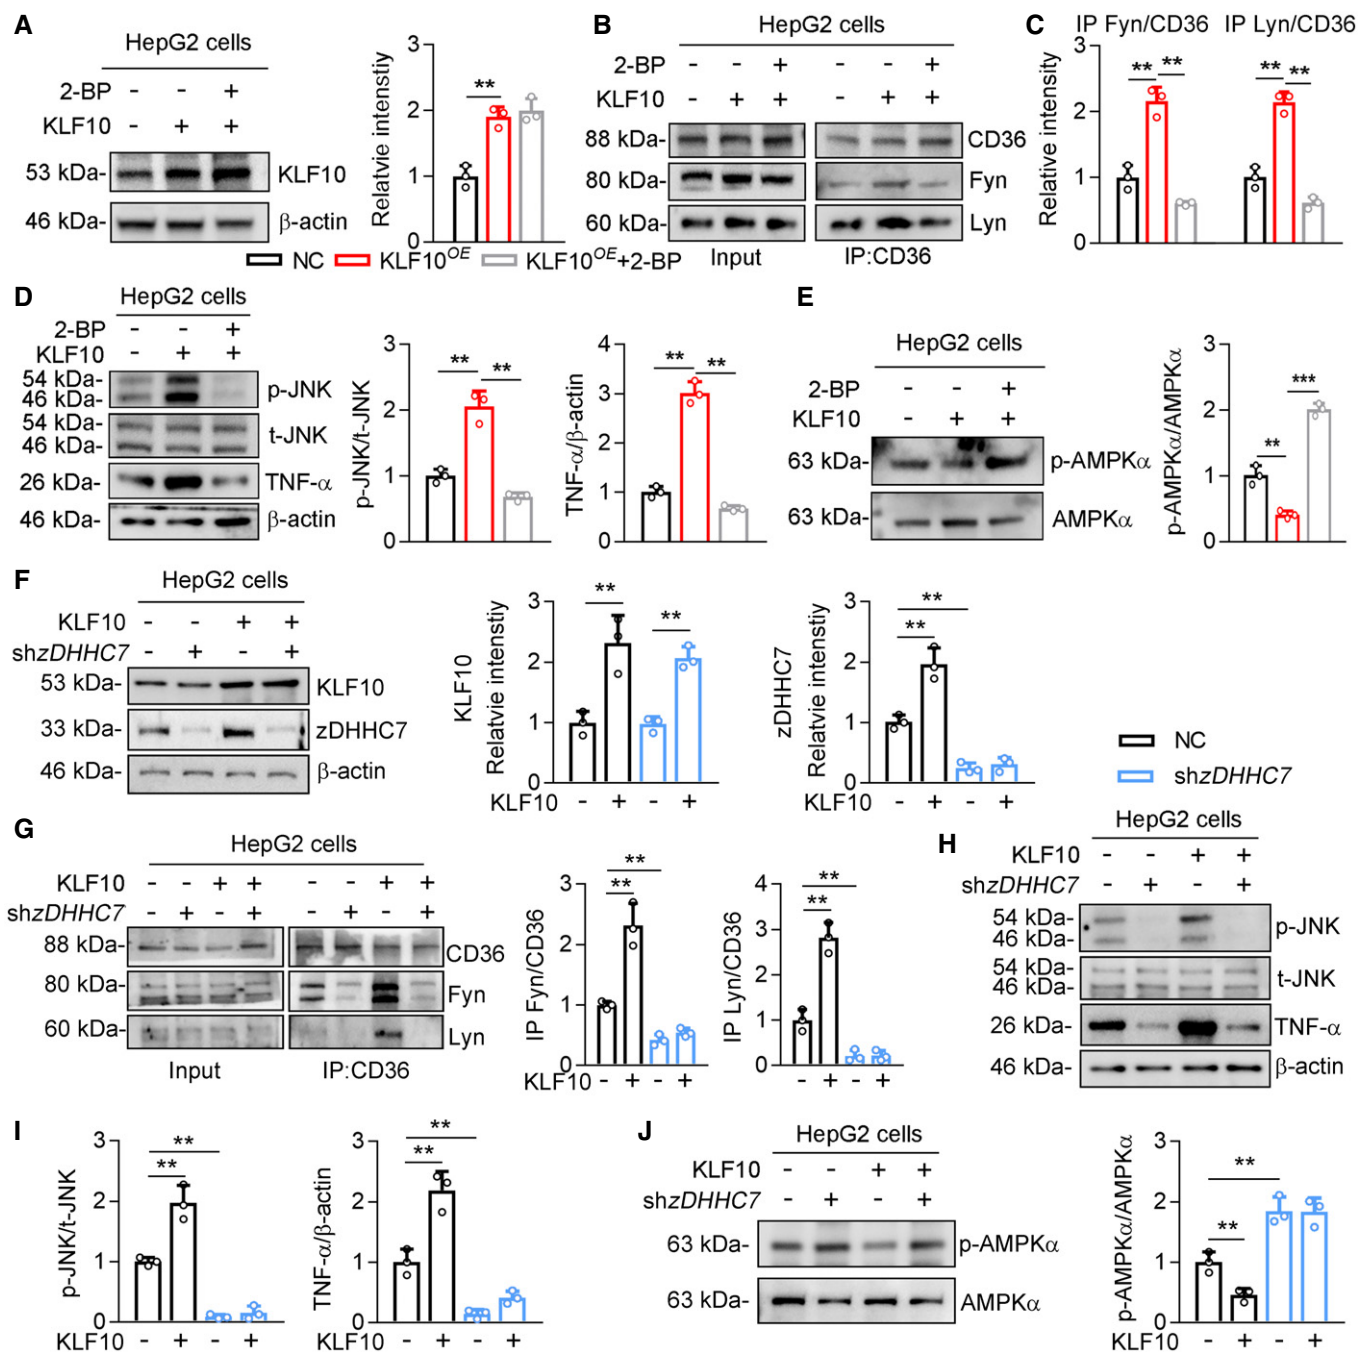 A
HepG2 cells
2-BP - - +
KLF10 - + +
53 kDa- KLF10
46 kDa- β-actin
Relatvie intenstiy
3
2
1
0
**
B
HepG2 cells
2-BP - - + - - +
KLF10 - + + - + +
88 kDa- CD36
80 kDa- Fyn
60 kDa- Lyn
Input IP:CD36
C
IP Fyn/CD36 IP Lyn/CD36
Relative intensity
3
2
1
0
** ** ** **
NC KLF10OE KLF10OE+2-BP
D
HepG2 cells
2-BP - - +
KLF10 - + +
54 kDa-
46 kDa- p-JNK
54 kDa-
46 kDa- t-JNK
26 kDa- TNF-α
46 kDa- β-actin
p-JNK/t-JNK
3
2
1
0
** **
TNF-α/β-actin
4
3
2
1
0
** **
E
HepG2 cells
2-BP - - +
KLF10 - + +
63 kDa- p-AMPKα
63 kDa- AMPKα
p-AMPKα/AMPKα
3
2
1
0
** ***
F
HepG2 cells
KLF10 - - + +
shzDHHC7 - + - +
53 kDa- KLF10
33 kDa- zDHHC7
46 kDa- β-actin
KLF10
Relatvie intenstiy
3
2
1
0
** **
KLF10 - + - +
zDHHC7
Relatvie intenstiy
3
2
1
0
**
**
KLF10 - + - +
NC
shzDHHC7
G
HepG2 cells
KLF10 - - + + - - + +
shzDHHC7 - + - + - + - +
88 kDa- CD36
80 kDa- Fyn
60 kDa- Lyn
Input IP:CD36
IP Fyn/CD36
3
2
1
0
**
**
KLF10 - + - +
IP Lyn/CD36
4
3
2
1
0
**
**
- + - +
H
HepG2 cells
KLF10 - - + +
shzDHHC7 - + - +
54 kDa-
46 kDa- p-JNK
54 kDa-
46 kDa- t-JNK
26 kDa- TNF-α
46 kDa- β-actin
I
p-JNK/t-JNK
3
2
1
0
**
**
KLF10 - + - +
TNF-α/β-actin
3
2
1
0
**
**
KLF10 - + - +
J
HepG2 cells
KLF10 - - + +
shzDHHC7 - + - +
63 kDa- p-AMPKα
63 kDa- AMPKα
p-AMPKα/AMPKα
3
2
1
0
**
**
KLF10 - + - +